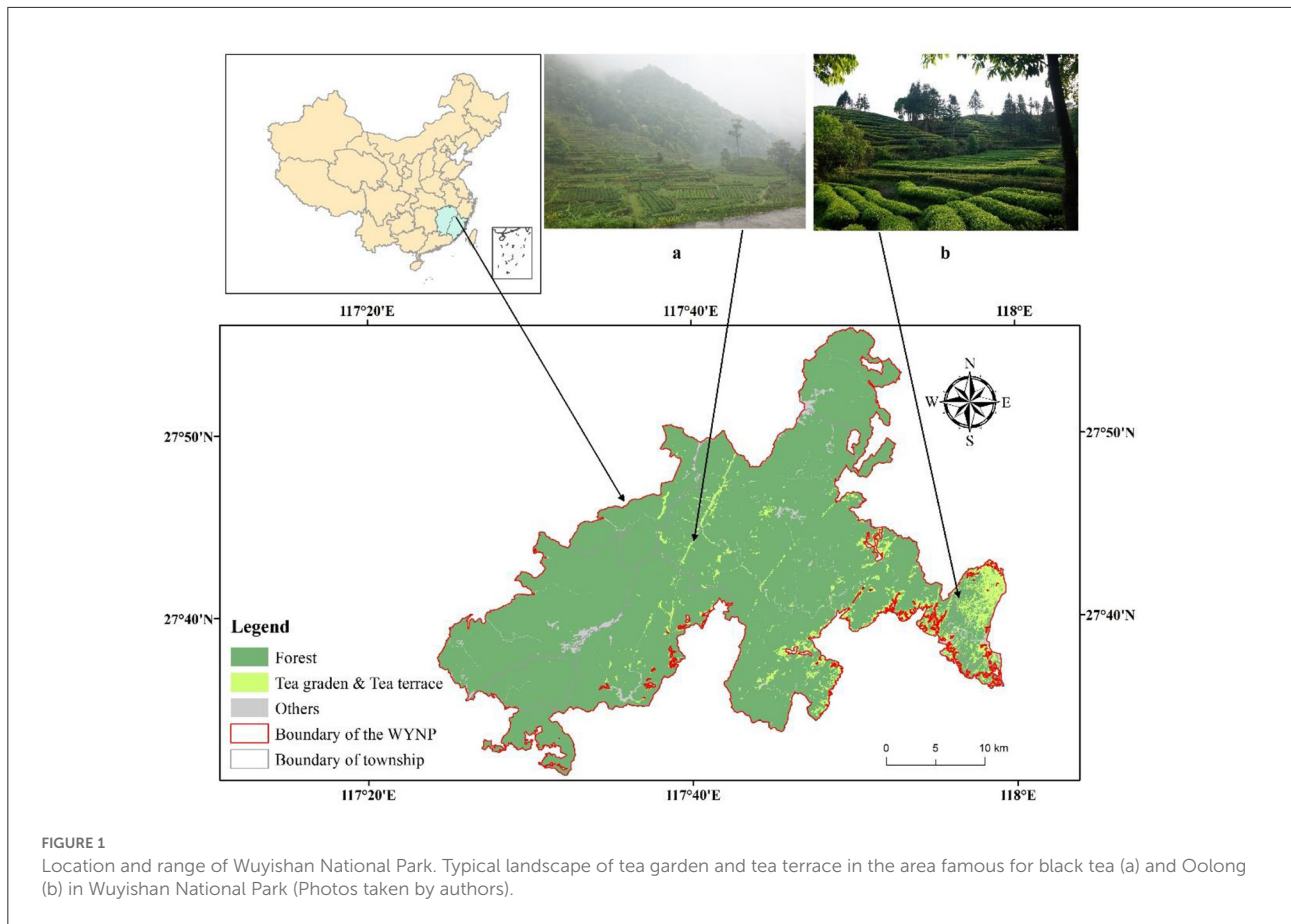 a
b
117°20'E
117°40'E
118°E
N
W
E
S
27°50'N
27°50'N
27°40'N
27°40'N
Legend
Forest
Tea graden & Tea terrace
Others
Boundary of the WYNP
Boundary of township
0 5 10 km
117°20'E
117°40'E
118°E
FIGURE 1
Location and range of Wuyishan National Park. Typical landscape of tea garden and tea terrace in the area famous for black tea (a) and Oolong
(b) in Wuyishan National Park (Photos taken by authors).